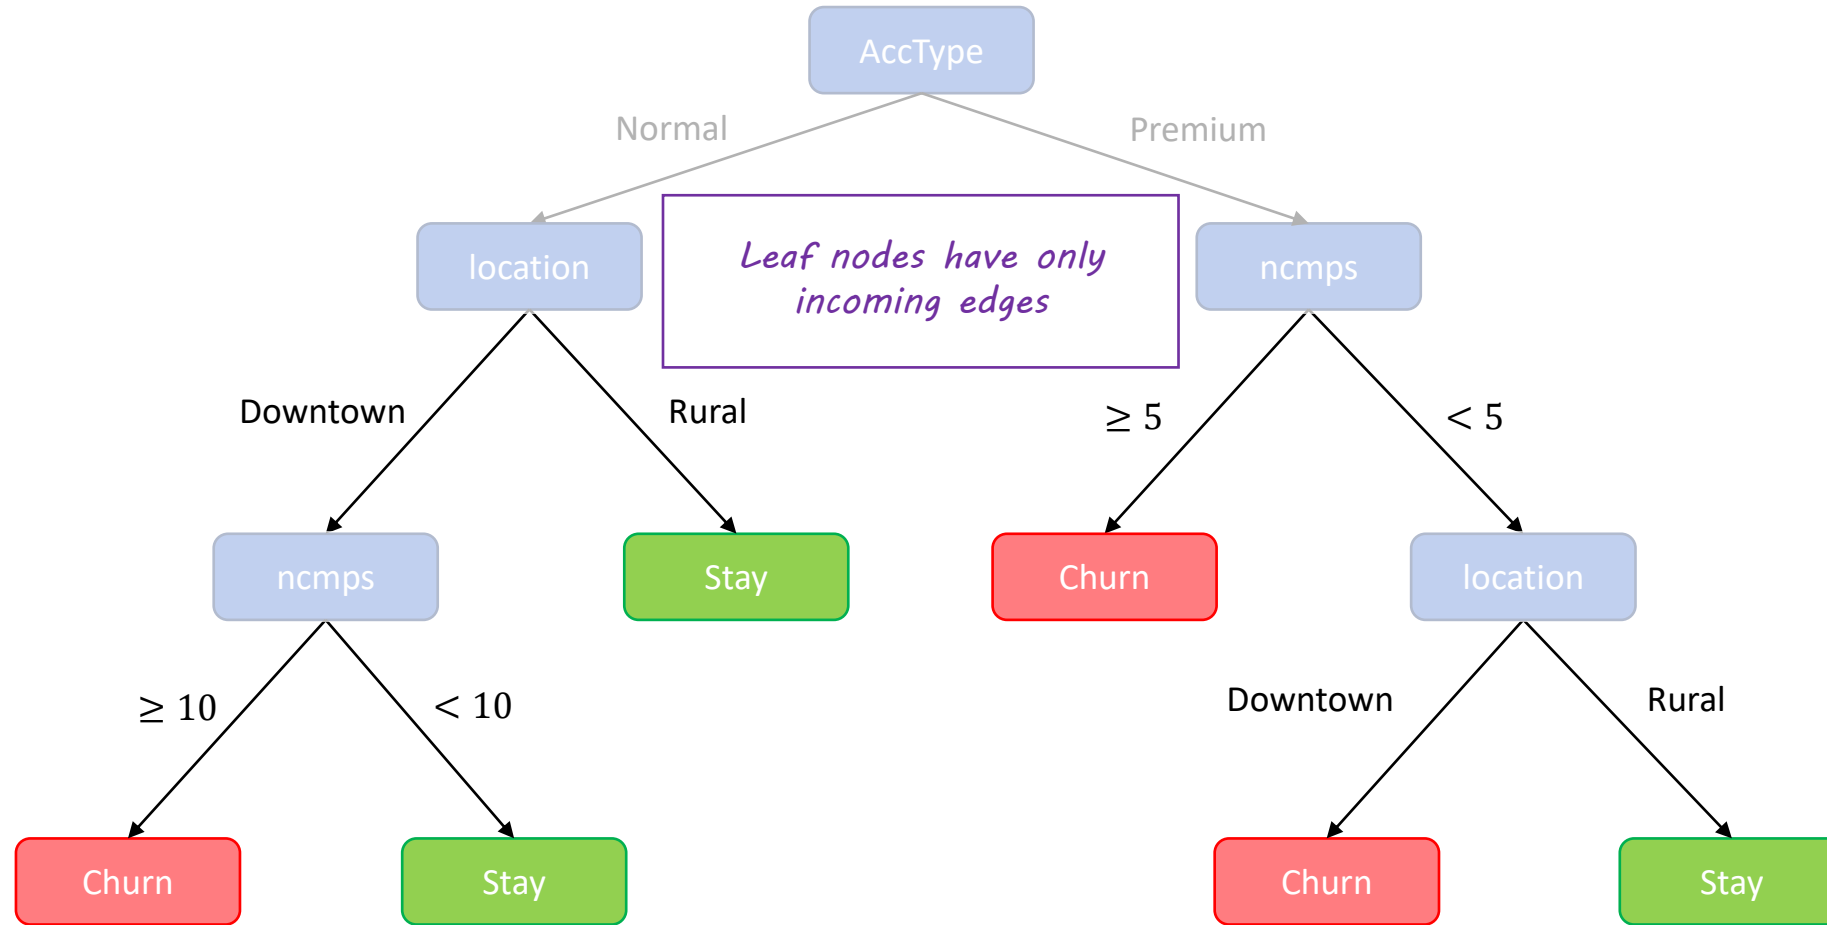 AccType
Normal
Premium
location
Leaf nodes have only
incoming edges
ncmps
Downtown
Rural
≥ 5
< 5
ncmps
Stay
Churn
location
≥ 10
< 10
Downtown
Rural
Churn
Stay
Churn
Stay